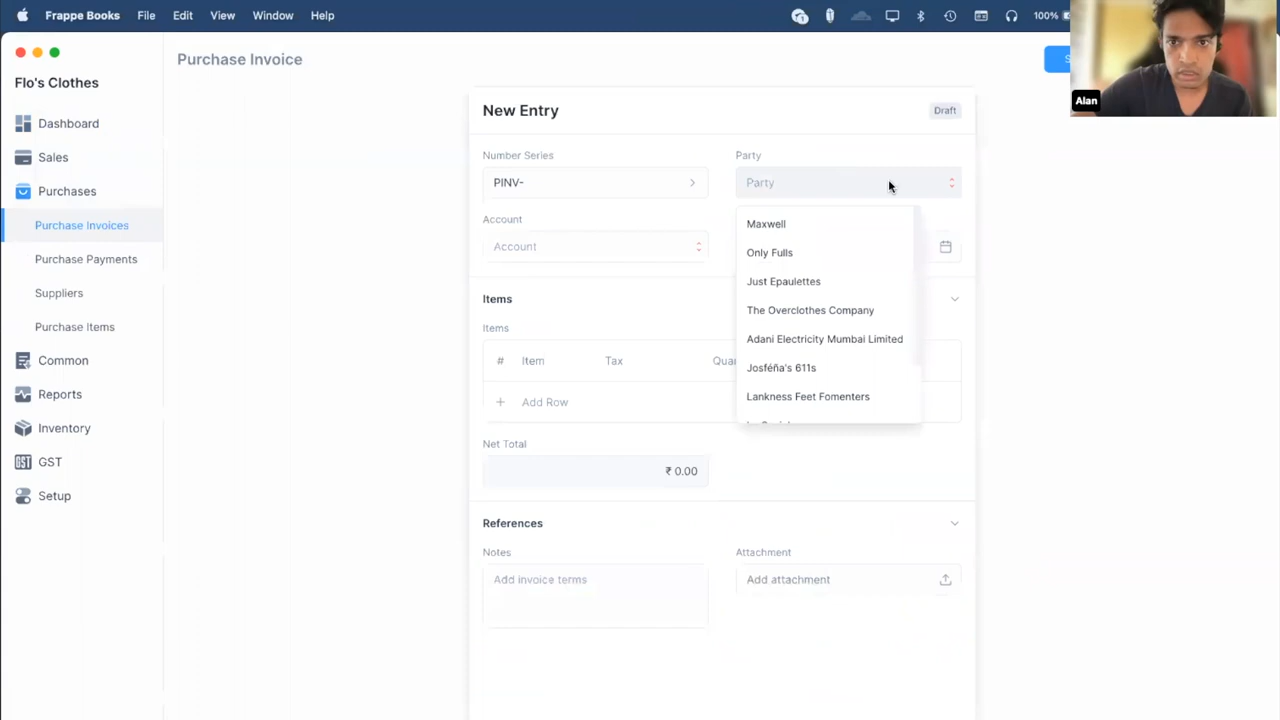 Frappe Books File Edit View Window Help 100%
Alan
Flo's Clothes
Dashboard
Sales
Purchases
Purchase Invoices
Purchase Payments
Suppliers
Purchase Items
Common
Reports
Inventory
GST GST
Setup
Purchase Invoice
New Entry Draft
Number Series Party
PINV- Party
Account
Account
Maxwell
Only Fulls
Just Epaulettes
The Overclothes Company
Adani Electricity Mumbai Limited
Josféña's 611s
Lankness Feet Fomenters
Items
Items
# Item Tax
+ Add Row
Net Total
₹ 0.00
References
Notes Attachment
Add invoice terms Add attachment